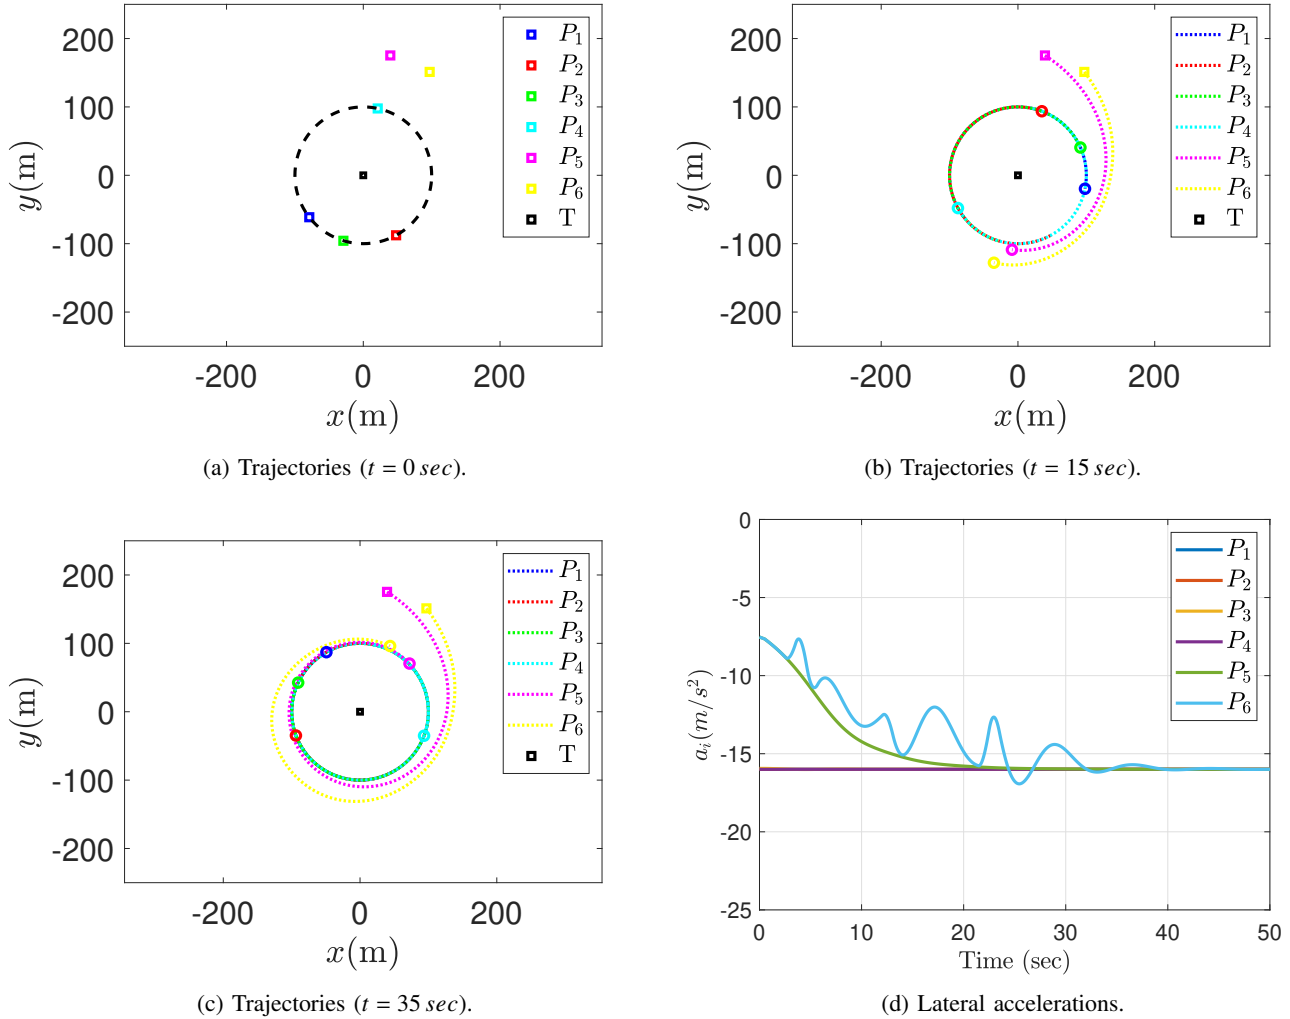 200
100
0
-100
-200
y(m)
-200
0
200
x(m)
P1
P2
P3
P4
P5
P6
T
(a) Trajectories (t = 0 sec).
200
100
0
-100
-200
y(m)
-200
0
200
x(m)
P1
P2
P3
P4
P5
P6
T
(b) Trajectories (t = 15 sec).
200
100
0
-100
-200
y(m)
-200
0
200
x(m)
P1
P2
P3
P4
P5
P6
T
(c) Trajectories (t = 35 sec).
0
-5
-10
-15
-20
-25
ai(m/s²)
0
10
20
30
40
50
Time (sec)
P1
P2
P3
P4
P5
P6
(d) Lateral accelerations.